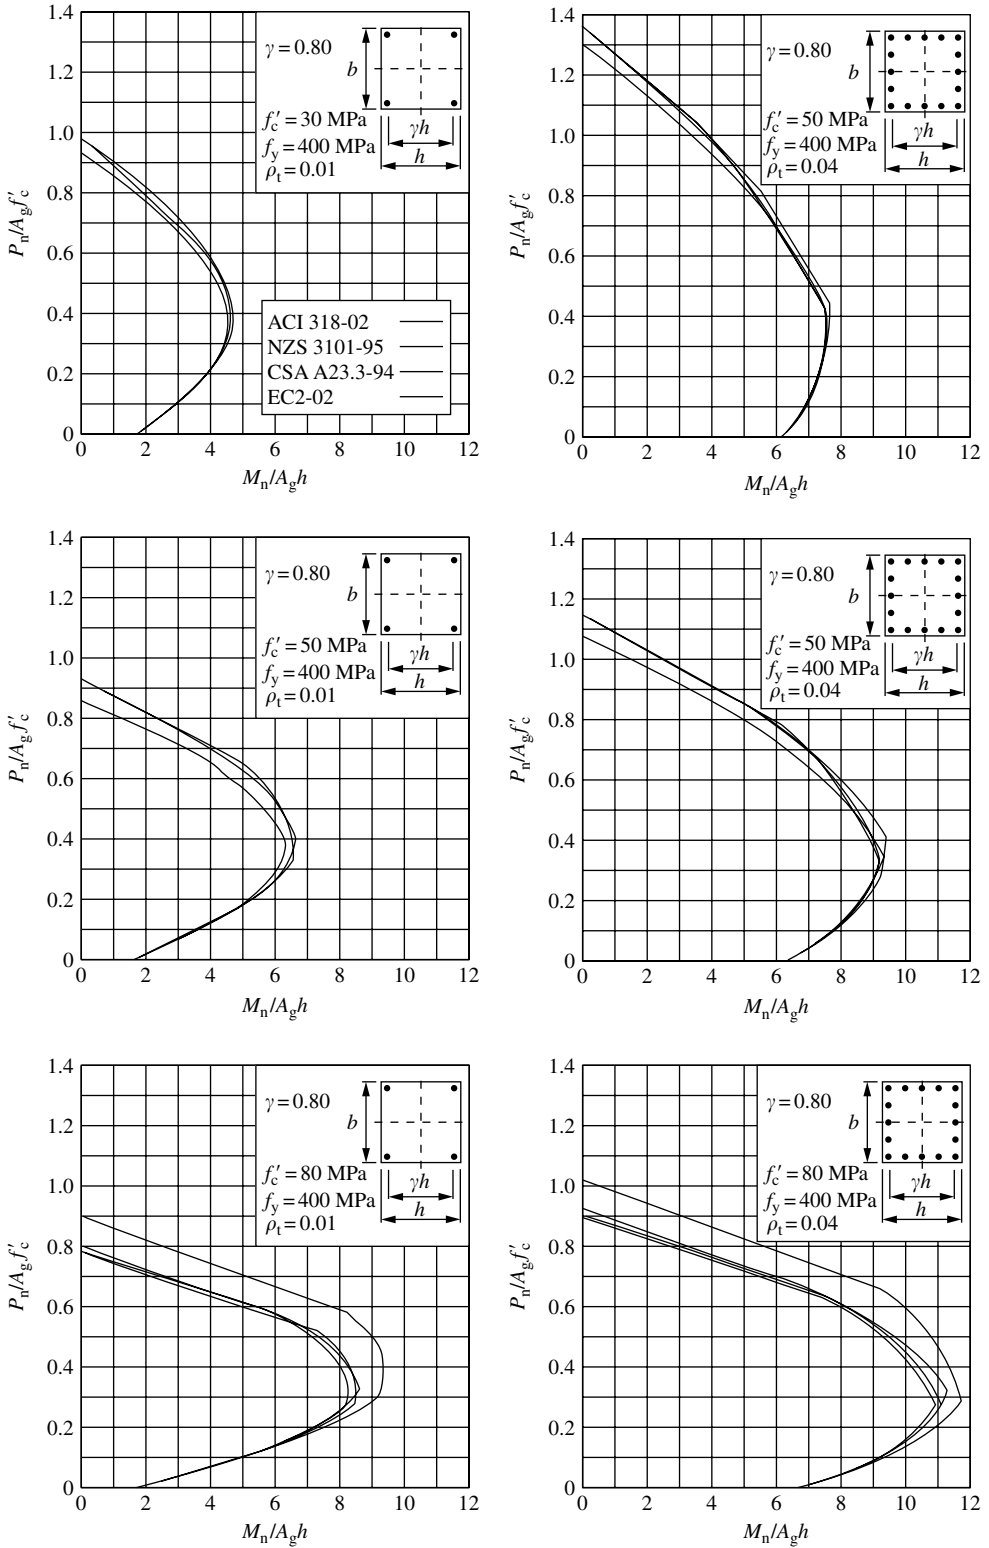 1.4
1.2
1.0
0.8
0.6
0.4
0.2
0
0 2 4 6 8 10 12
Pn/Agf′c
Mn/Agh
γ = 0.80
b
γh
h
f′c = 30 MPa
fy = 400 MPa
ρt = 0.01
ACI 318-02
NZS 3101-95
CSA A23.3-94
EC2-02
1.4
1.2
1.0
0.8
0.6
0.4
0.2
0
0 2 4 6 8 10 12
Pn/Agf′c
Mn/Agh
γ = 0.80
b
γh
h
f′c = 50 MPa
fy = 400 MPa
ρt = 0.04
1.4
1.2
1.0
0.8
0.6
0.4
0.2
0
0 2 4 6 8 10 12
Pn/Agf′c
Mn/Agh
γ = 0.80
b
γh
h
f′c = 50 MPa
fy = 400 MPa
ρt = 0.01
1.4
1.2
1.0
0.8
0.6
0.4
0.2
0
0 2 4 6 8 10 12
Pn/Agf′c
Mn/Agh
γ = 0.80
b
γh
h
f′c = 50 MPa
fy = 400 MPa
ρt = 0.04
1.4
1.2
1.0
0.8
0.6
0.4
0.2
0
0 2 4 6 8 10 12
Pn/Agf′c
Mn/Agh
γ = 0.80
b
γh
h
f′c = 80 MPa
fy = 400 MPa
ρt = 0.01
1.4
1.2
1.0
0.8
0.6
0.4
0.2
0
0 2 4 6 8 10 12
Pn/Agf′c
Mn/Agh
γ = 0.80
b
γh
h
f′c = 80 MPa
fy = 400 MPa
ρt = 0.04